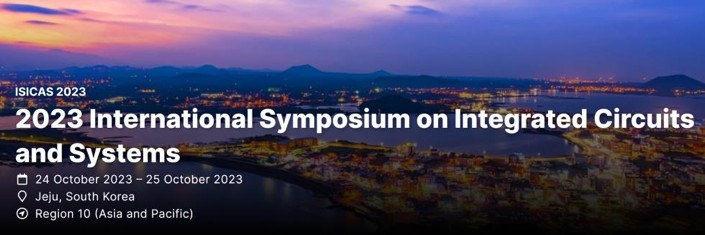 ISICAS 2023
2023 International Symposium on Integrated Circuits
and Systems
24 October 2023 – 25 October 2023
Jeju, South Korea
Region 10 (Asia and Pacific)